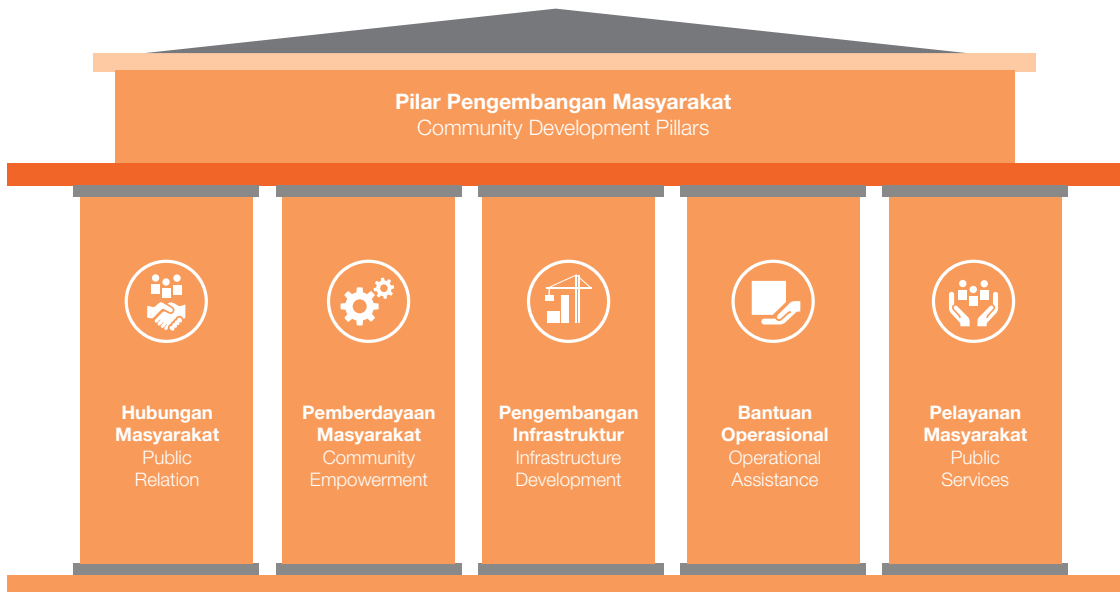 Pilar Pengembangan Masyarakat
Community Development Pillars
Hubungan
Masyarakat
Public
Relation
Pemberdayaan
Masyarakat
Community
Empowerment
Pengembangan
Infrastruktur
Infrastructure
Development
Bantuan
Operasional
Operational
Assistance
Pelayanan
Masyarakat
Public
Services